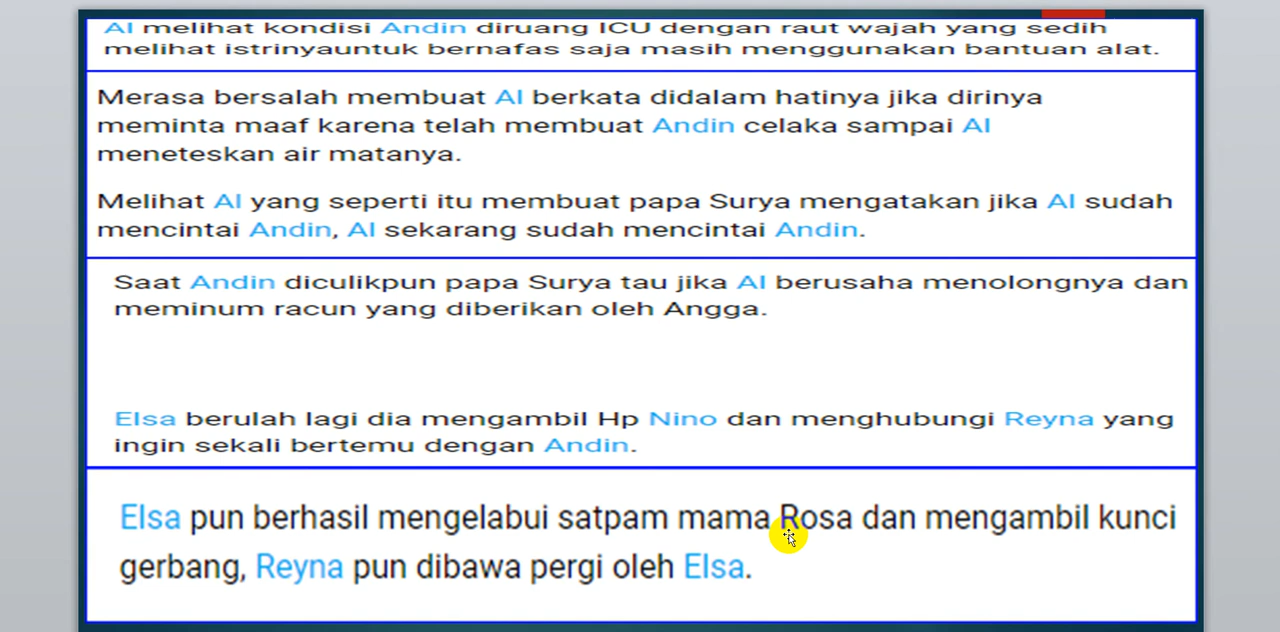 Al melihat kondisi Andin diruang ICU dengan raut wajah yang sedih
melihat istrinyauntuk bernafas saja masih menggunakan bantuan alat.
Merasa bersalah membuat Al berkata didalam hatinya jika dirinya
meminta maaf karena telah membuat Andin celaka sampai Al
meneteskan air matanya.
Melihat Al yang seperti itu membuat papa Surya mengatakan jika Al sudah
mencintai Andin, Al sekarang sudah mencintai Andin.
Saat Andin diculikpun papa Surya tau jika Al berusaha menolongnya dan
meminum racun yang diberikan oleh Angga.
Elsa berulah lagi dia mengambil Hp Nino dan menghubungi Reyna yang
ingin sekali bertemu dengan Andin.
Elsa pun berhasil mengelabui satpam mama Rosa dan mengambil kunci
gerbang, Reyna pun dibawa pergi oleh Elsa.